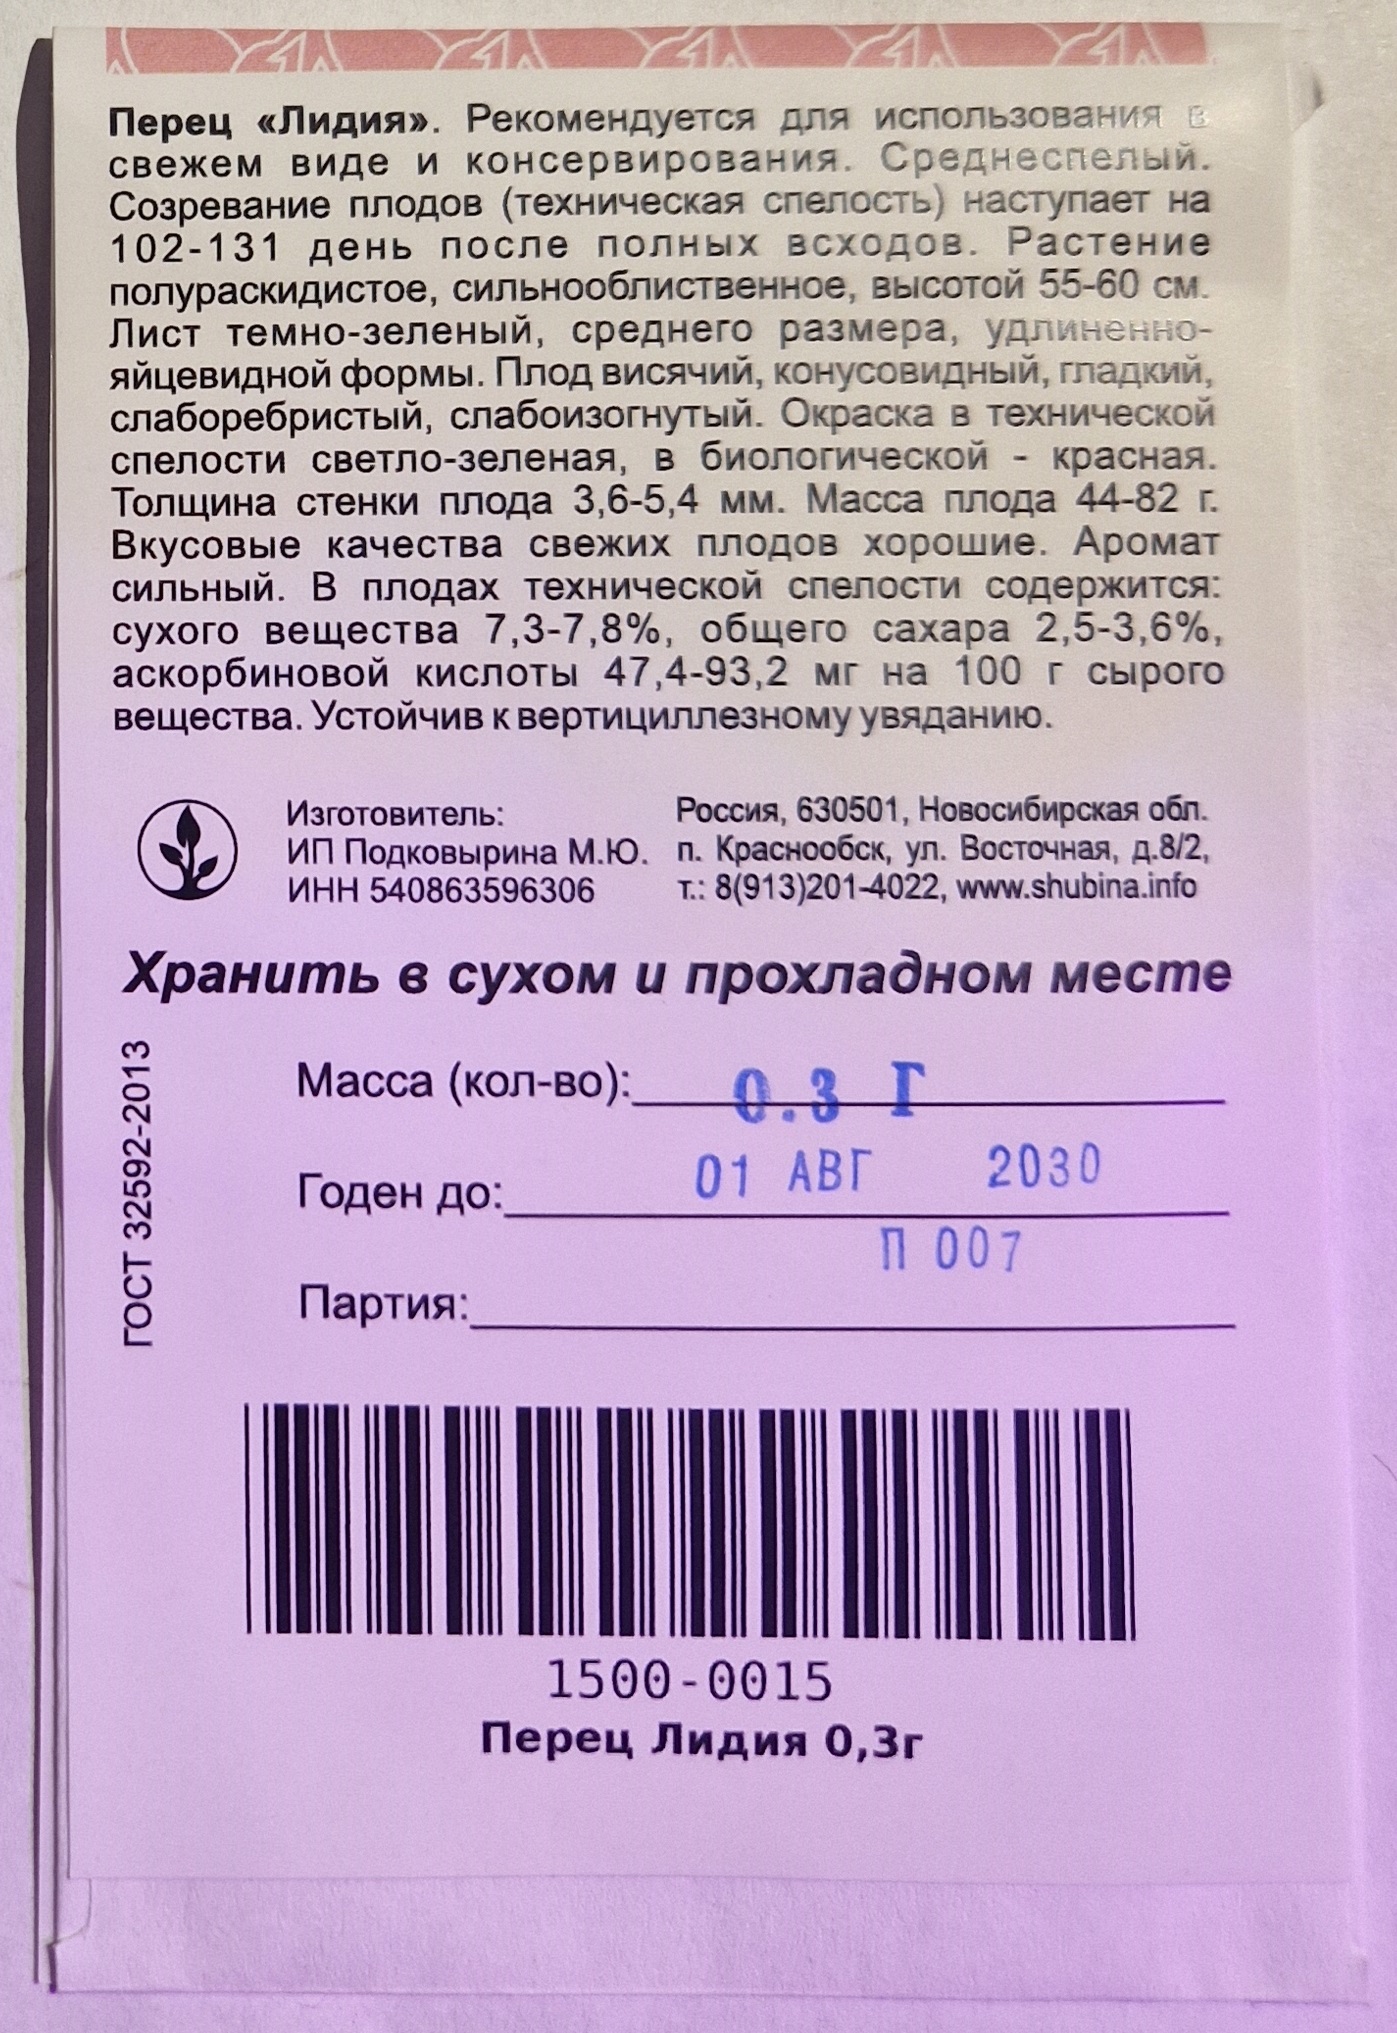 Перец «Лидия». Рекомендуется для использования в
свежем виде и консервирования. Среднеспелый.
Созревание плодов (техническая спелость) наступает на
102-131 день после полных всходов. Растение
полураскидистое, сильнооблиственное, высотой 55-60 см.
Лист темно-зеленый, среднего размера, удлиненно-
яйцевидной формы. Плод висячий, конусовидный, гладкий,
слаборебристый, слабоизогнутый. Окраска в технической
спелости светло-зеленая, в биологической - красная.
Толщина стенки плода 3,6-5,4 мм. Масса плода 44-82 г.
Вкусовые качества свежих плодов хорошие. Аромат
сильный. В плодах технической спелости содержится:
сухого вещества 7,3-7,8%, общего сахара 2,5-3,6%,
аскорбиновой кислоты 47,4-93,2 мг на 100 г сырого
вещества. Устойчив к вертициллезному увяданию.
Изготовитель:
ИП Подковырина М.Ю.
ИНН 540863596306
Россия, 630501, Новосибирская обл.
п. Краснообск, ул. Восточная, д.8/2,
т.: 8(913)201-4022, www.shubina.info
Хранить в сухом и прохладном месте
ГОСТ 32592-2013
Масса (кол-во): 0.3 Г
Годен до: 01 АВГ 2030
П 007
Партия:
1500-0015
Перец Лидия 0,3г